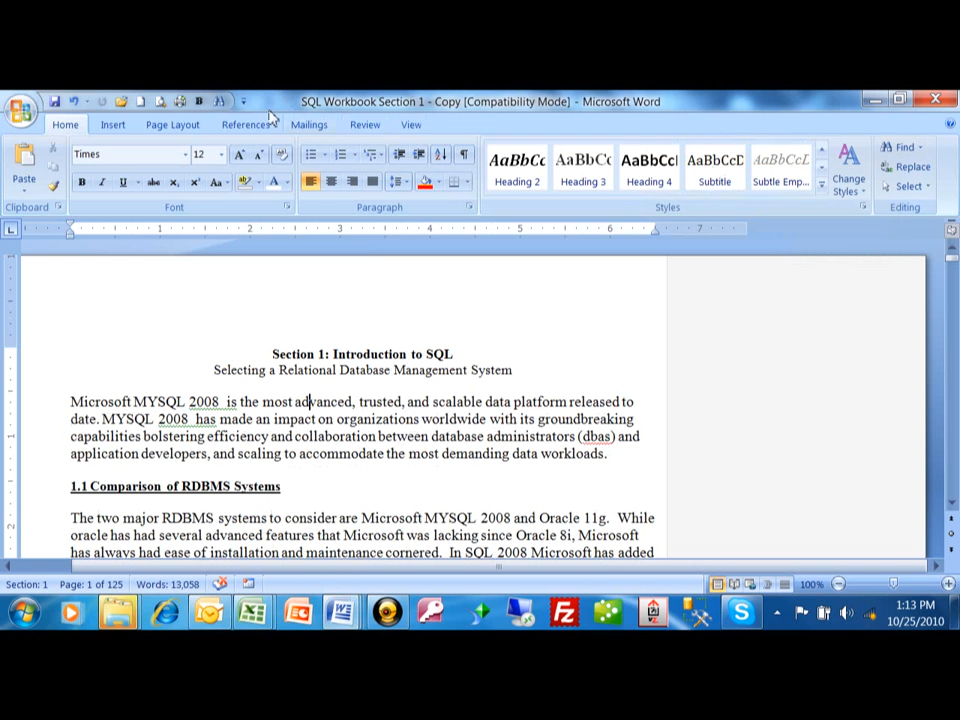 SQL Workbook Section 1 - Copy [Compatibility Mode] - Microsoft Word
Home Insert Page Layout References Mailings Review View
Paste
Times 12
AaBbCc AaBbCc AaBbCcI AaBbCcD AaBbCcL
Heading 2 Heading 3 Heading 4 Subtitle Subtle Emp...
Change Styles
Find
Replace
Select
Clipboard Font Paragraph Styles Editing
1 2 3 4 5 6 7
Section 1: Introduction to SQL
Selecting a Relational Database Management System
Microsoft MYSQL 2008 is the most advanced, trusted, and scalable data platform released to
date. MYSQL 2008 has made an impact on organizations worldwide with its groundbreaking
capabilities bolstering efficiency and collaboration between database administrators (dbas) and
application developers, and scaling to accommodate the most demanding data workloads.
1.1 Comparison of RDBMS Systems
The two major RDBMS systems to consider are Microsoft MYSQL 2008 and Oracle 11g. While
oracle has had several advanced features that Microsoft was lacking since Oracle 8i, Microsoft
has always had ease of installation and maintenance cornered. In SQL 2008 Microsoft has added
Section: 1 Page: 1 of 125 Words: 13,058 100%
1:13 PM
10/25/2010